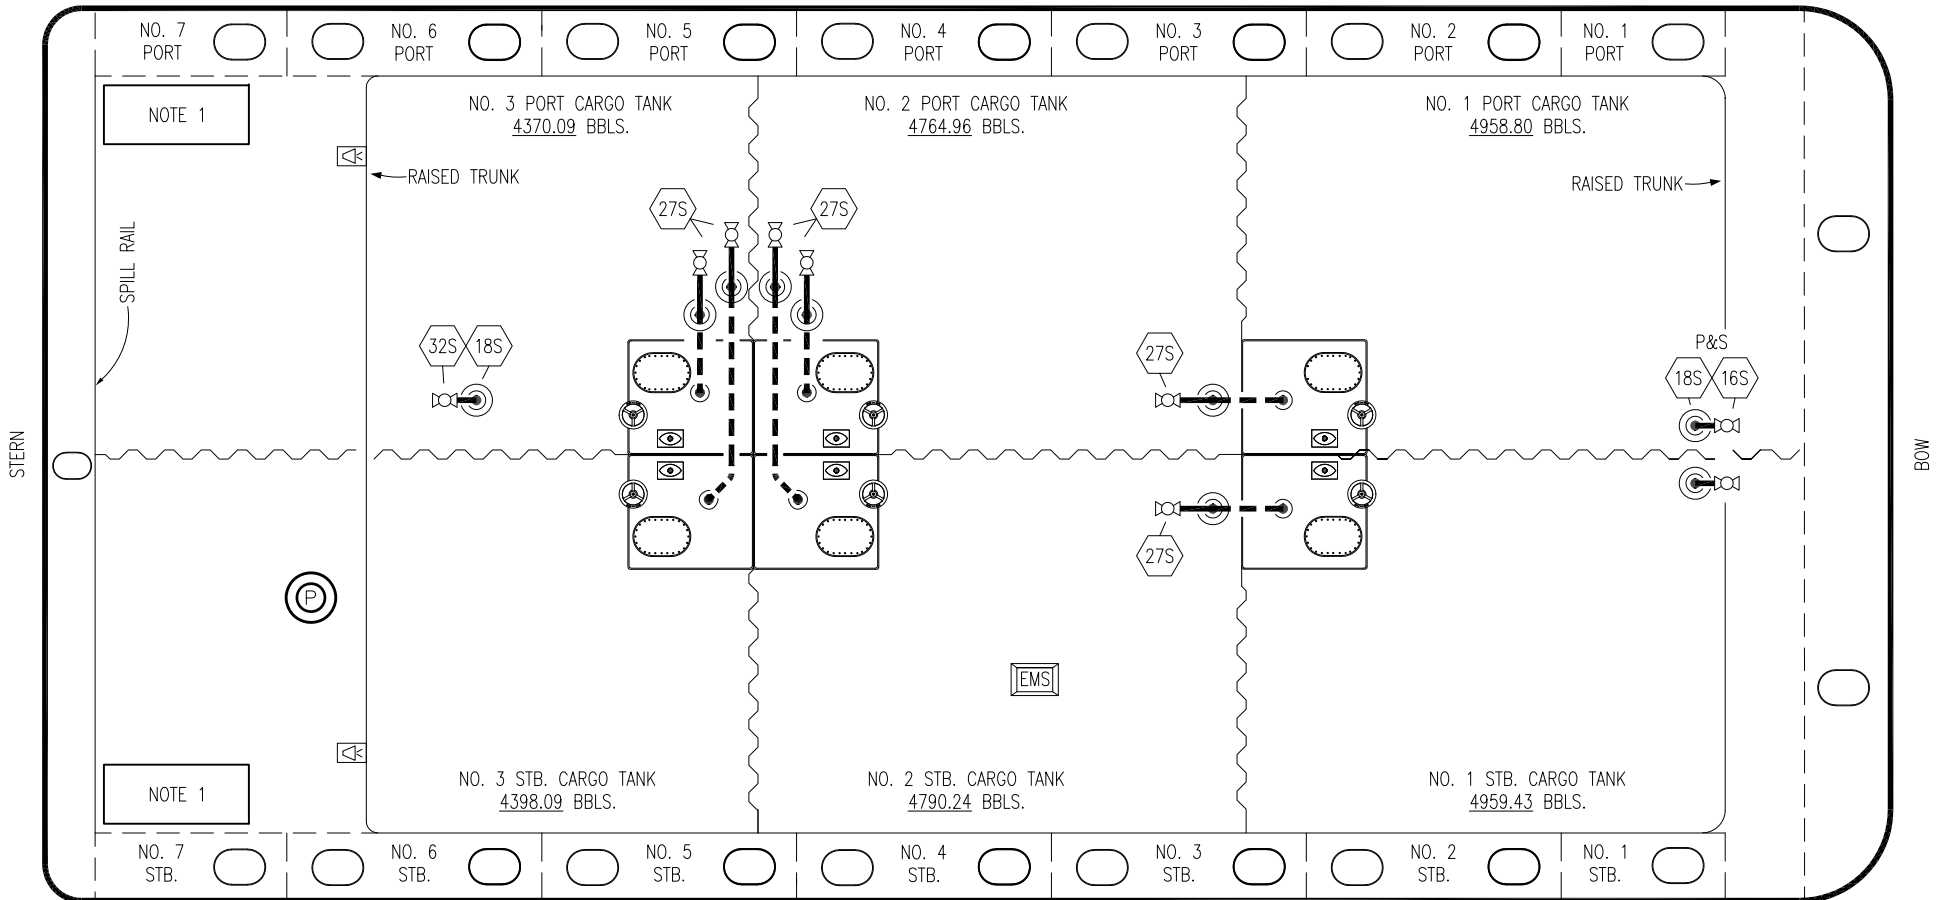 NO. 7
PORT
NO. 6
PORT
NO. 5
PORT
NO. 4
PORT
NO. 3
PORT
NO. 2
PORT
NO. 1
PORT
NOTE 1
NO. 3 PORT CARGO TANK
4370.09 BBLS.
NO. 2 PORT CARGO TANK
4764.96 BBLS.
NO. 1 PORT CARGO TANK
4958.80 BBLS.
RAISED TRUNK
RAISED TRUNK
SPILL RAIL
27S
27S
32S
18S
27S
P&S
18S
16S
STERN
BOW
27S
P
EMS
NOTE 1
NO. 3 STB. CARGO TANK
4398.09 BBLS.
NO. 2 STB. CARGO TANK
4790.24 BBLS.
NO. 1 STB. CARGO TANK
4959.43 BBLS.
NO. 7
STB.
NO. 6
STB.
NO. 5
STB.
NO. 4
STB.
NO. 3
STB.
NO. 2
STB.
NO. 1
STB.